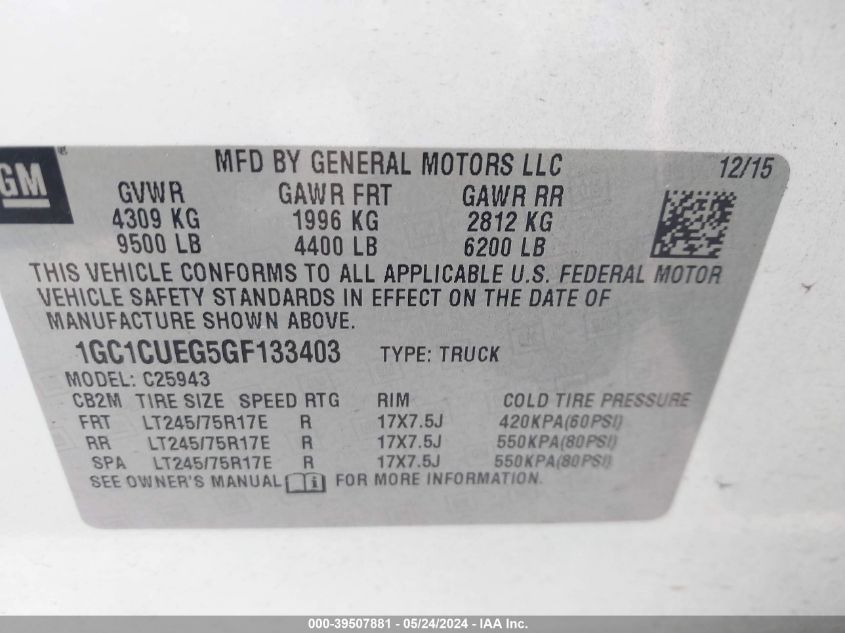 GM
MFD BY GENERAL MOTORS LLC 12/15
GVWR GAWR FRT GAWR RR
4309 KG 1996 KG 2812 KG
9500 LB 4400 LB 6200 LB
THIS VEHICLE CONFORMS TO ALL APPLICABLE U.S. FEDERAL MOTOR
VEHICLE SAFETY STANDARDS IN EFFECT ON THE DATE OF
MANUFACTURE SHOWN ABOVE.
1GC1CUEG5GF133403 TYPE: TRUCK
MODEL: C25943
CB2M TIRE SIZE SPEED RTG RIM COLD TIRE PRESSURE
FRT LT245/75R17E R 17X7.5J 420KPA(60PSI)
RR LT245/75R17E R 17X7.5J 550KPA(80PSI)
SPA LT245/75R17E R 17X7.5J 550KPA(80PSI)
SEE OWNER'S MANUAL i FOR MORE INFORMATION.
000-39507881 - 05/24/2024 - IAA Inc.